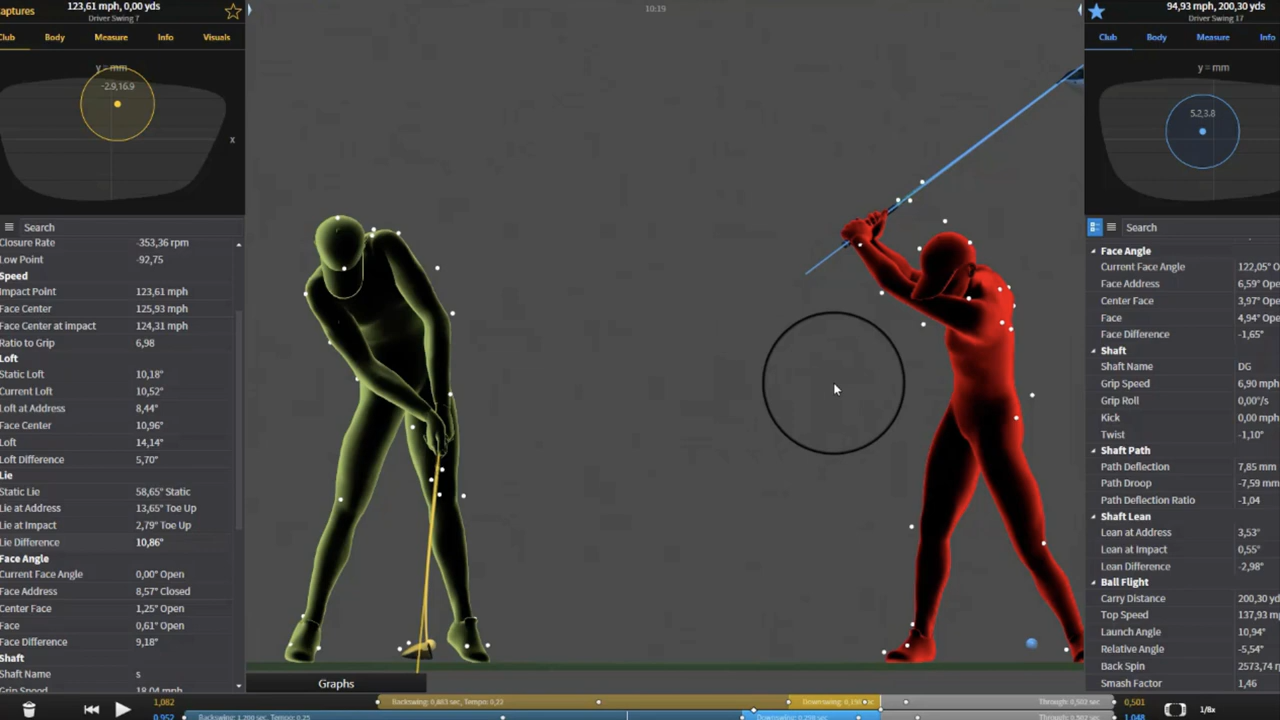 aptures
123,61 mph, 0,00 yds
Driver Swing 7
Club Body Measure Info Visuals
y = mm
-2.9,16.9
x
Search
Closure Rate -353,36 rpm
Low Point -92,75
Speed
Impact Point 123,61 mph
Face Center 125,93 mph
Face Center at impact 124,31 mph
Ratio to Grip 6,98
Loft
Static Loft 10,18°
Current Loft 10,52°
Loft at Address 8,44°
Face Center 10,96°
Loft 14,14°
Loft Difference 5,70°
Lie
Static Lie 58,65° Static
Lie at Address 13,65° Toe Up
Lie at Impact 2,79° Toe Up
Lie Difference 10,86°
Face Angle
Current Face Angle 0,00° Open
Face Address 8,57° Closed
Center Face 1,25° Open
Face 0,61° Open
Face Difference 9,18°
Shaft
Shaft Name s
Grip Speed 18,04 mph
10:19
94,93 mph, 200,30 yds
Driver Swing 17
Club Body Measure Info
y = mm
5.2,3.8
Search
Face Angle
Current Face Angle 122,05° O
Face Address 6,59° Ope
Center Face 3,97° Ope
Face 4,94° Ope
Face Difference -1,65°
Shaft
Shaft Name DG
Grip Speed 6,90 mph
Grip Roll 0,00°/s
Kick 0,00 mph
Twist -1,10°
Shaft Path
Path Deflection 7,85 mm
Path Droop -7,59 mm
Path Deflection Ratio -1,04
Shaft Lean
Lean at Address 3,53°
Lean at Impact 0,55°
Lean Difference -2,98°
Ball Flight
Carry Distance 200,30 yd
Top Speed 137,93 m
Launch Angle 10,94°
Relative Angle -5,54°
Back Spin 2573,74 r
Smash Factor 1,46
Graphs
1,082 Backswing: 0,863 sec, Tempo: 0,22 Through: 0,502 sec 0,501
0,952 Backswing: 1,200 sec, Tempo: 0,25 Downswing: 0,298 sec Through: 0,502 sec 1,048
1/8x